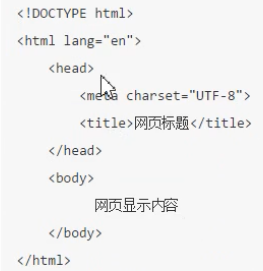 <!DOCTYPE html>
<html lang="en">
<head>
<meta charset="UTF-8">
<title>网页标题</title>
</head>
<body>
网页显示内容
</body>
</html>